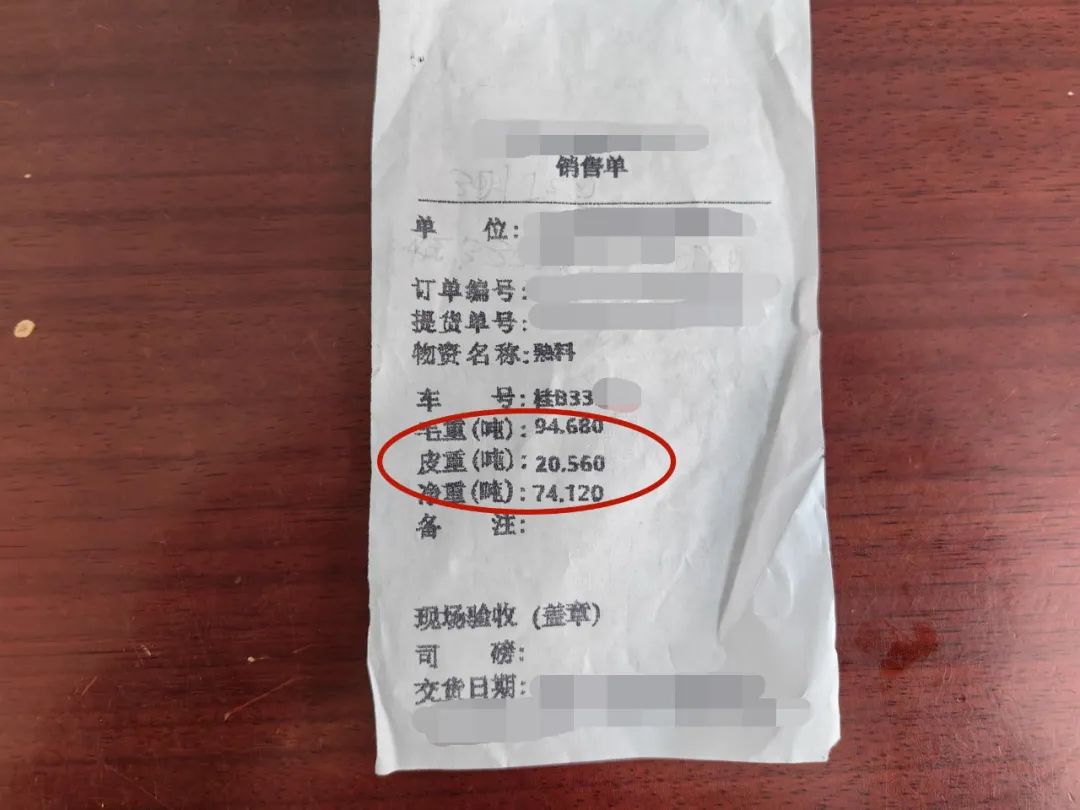 销售单
单 位:
订单编号:
提货单号:
物资名称:熟料
车 号:桂B33
毛重(吨):94.680
皮重(吨):20.560
净重(吨):74.120
备 注:
现场验收 (盖章)
司 磅:
交货日期: